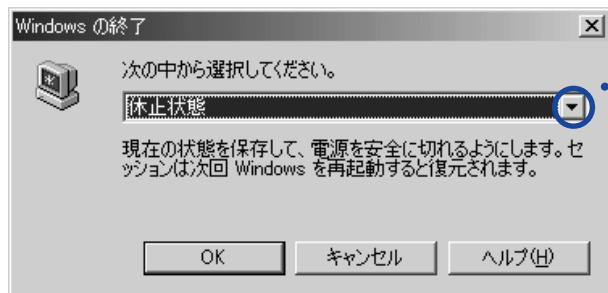 Windows の終了
次の中から選択してください。
休止状態
現在の状態を保存して、電源を安全に切れるようにします。セ
ッションは次回 Windows を再起動すると復元されます。
OK キャンセル ヘルプ(H)